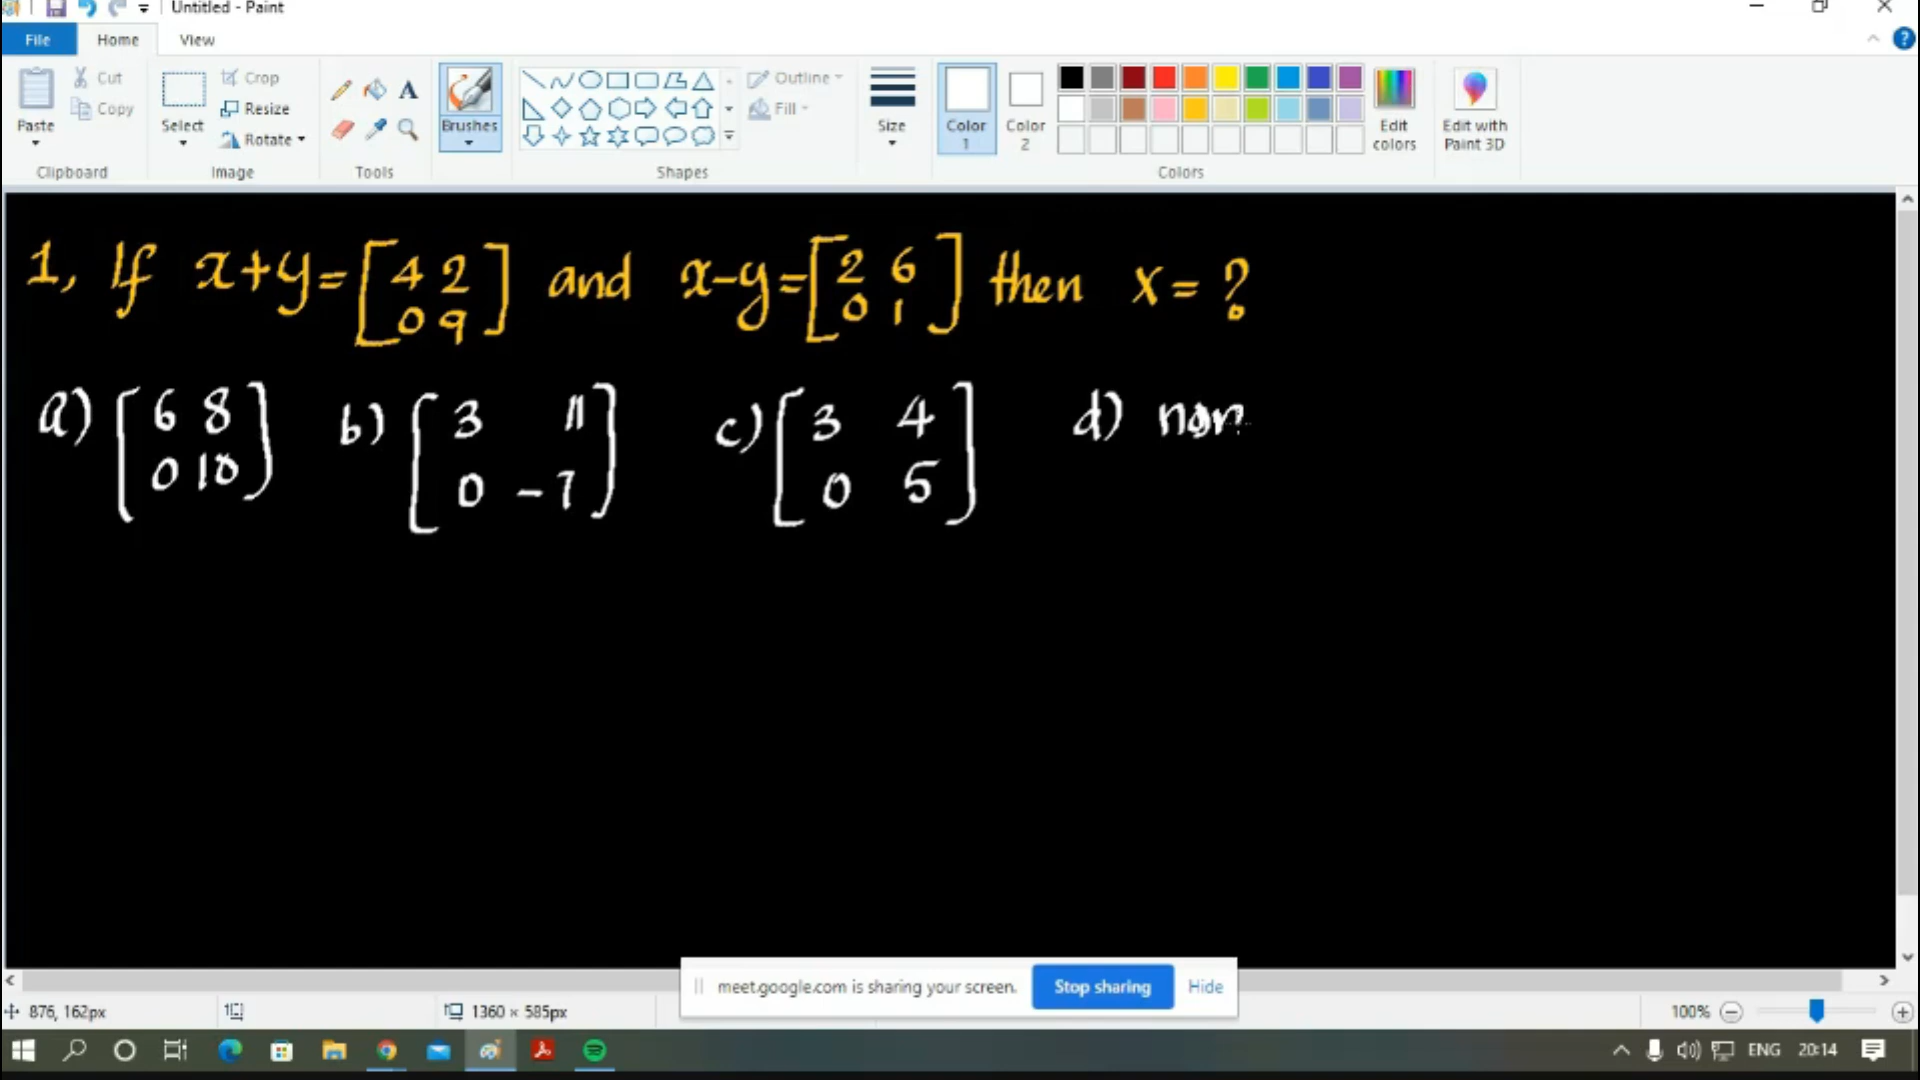 Untitled - Paint
File Home View
Cut
Copy
Paste
Clipboard
Select
Crop
Resize
Rotate
Image
A
Tools
Brushes
Outline
Fill
Shapes
Size
Color 1
Color 2
Edit colors
Edit with Paint 3D
Colors
1, If x+y=[4 2
0 9] and x-y=[2 6
0 1] then x = ?
a) [6 8
0 10]
b) [3 11
0 -7]
c) [3 4
0 5]
d) non
meet.google.com is sharing your screen. Stop sharing Hide
876, 162px 1360 × 585px 100%
ENG 20:14